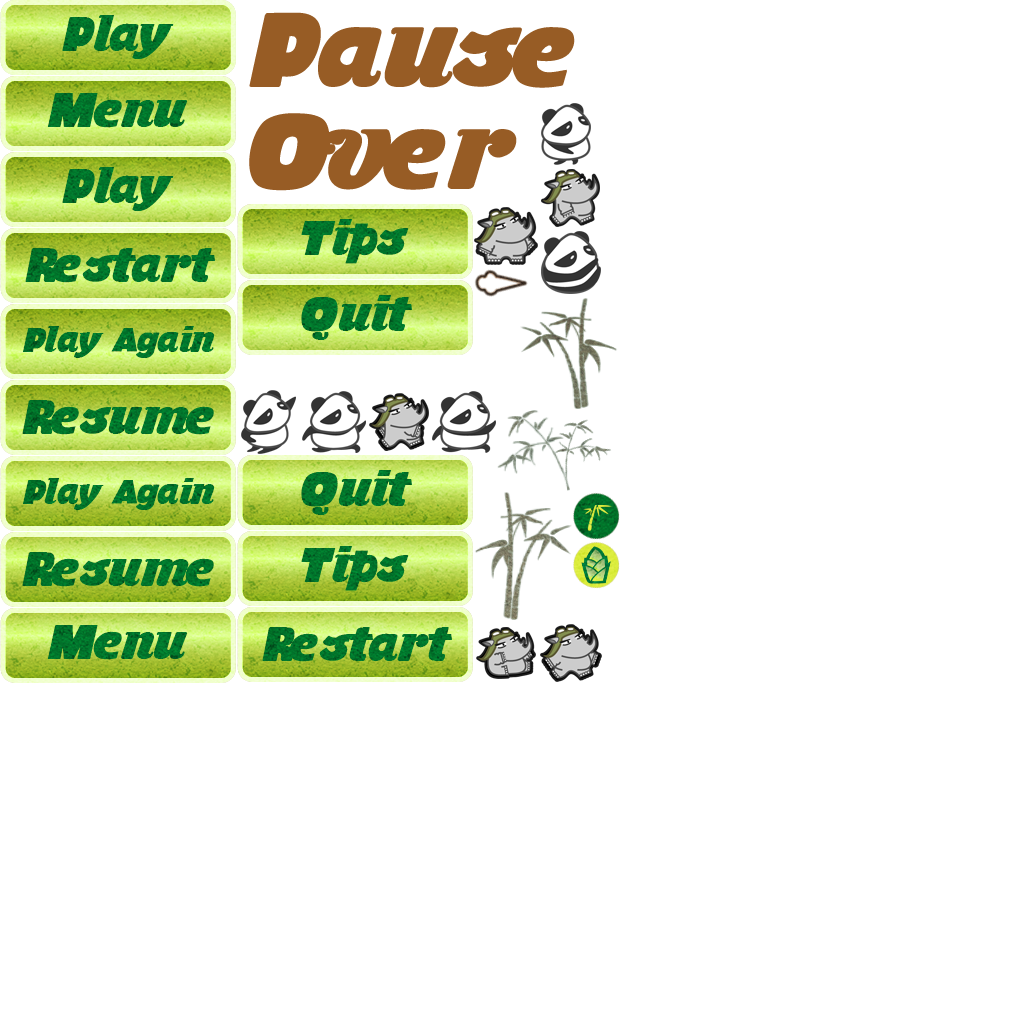 Play
Menu
Play
Restart
Play Again
Resume
Play Again
Resume
Menu
Pause
Over
Tips
Quit
Quit
Tips
Restart